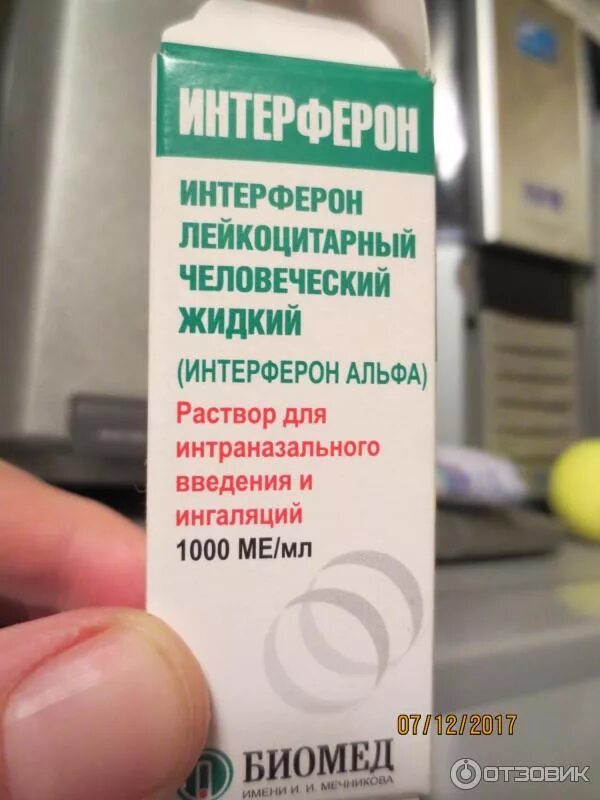 ИНТЕРФЕРОН
ИНТЕРФЕРОН
ЛЕЙКОЦИТАРНЫЙ
ЧЕЛОВЕЧЕСКИЙ
ЖИДКИЙ
(ИНТЕРФЕРОН АЛЬФА)
Раствор для
интраназального
введения и
ингаляций
1000 МЕ/мл
07/12/2017
БИОМЕД
ИМЕНИ И. И. МЕЧНИКОВА
ОТЗОВИК